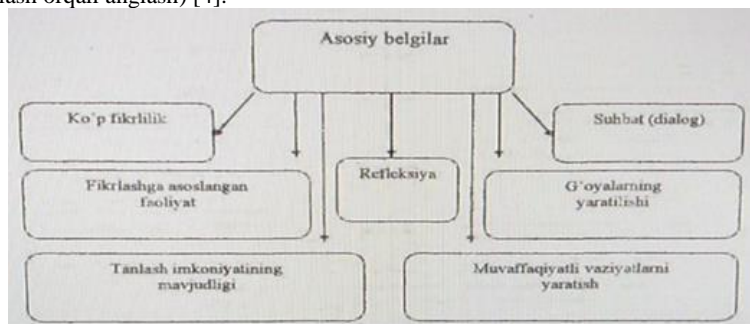 Asosiy belgilar
Ko'p fikrlilik
Suhbat (dialog)
Refleksiya
Fikrlashga asoslangan
faoliyat
G'oyalarning
yaratilishi
Tanlash imkoniyatining
mavjudligi
Muvaffaqiyatli vaziyatlarni
yaratish